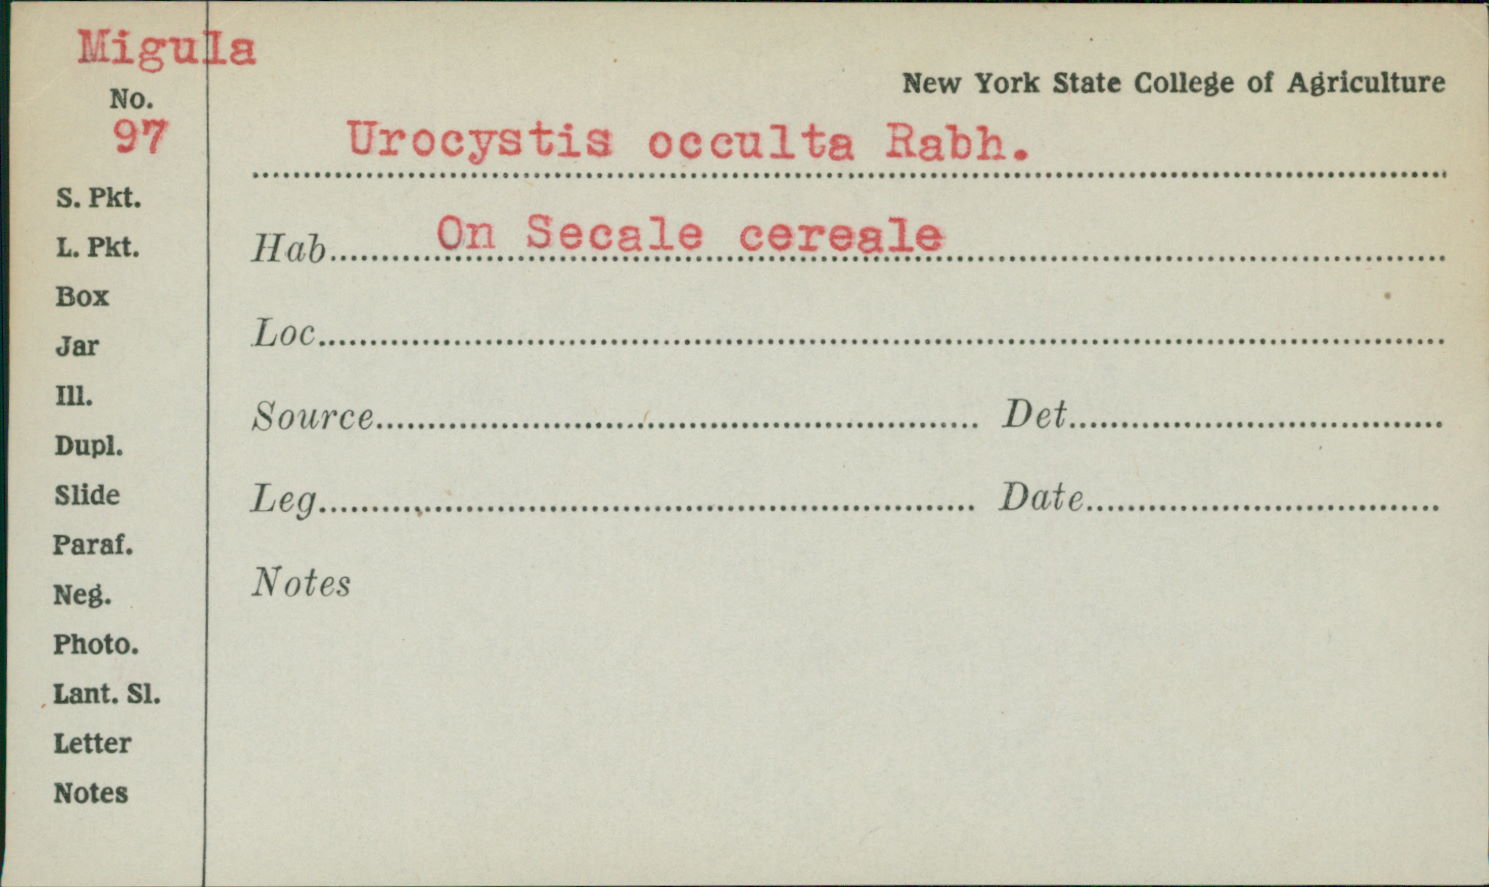 Migula
New York State College of Agriculture
No.
97
Urocystis occulta Rabh.
S. Pkt.
L. Pkt.
Box
Jar
Ill.
Dupl.
Slide
Paraf.
Neg.
Photo.
Lant. Sl.
Letter
Notes
Hab. On Secale cereale
Loc.
Source. Det.
Leg. Date.
Notes